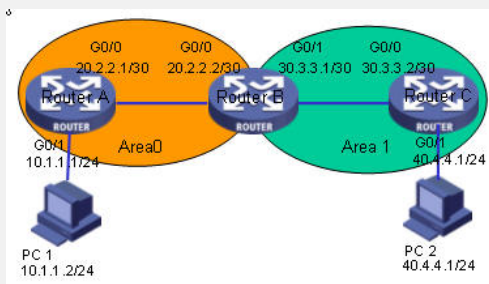 G0/0 G0/0 G0/1 G0/0
20.2.2.1/30 20.2.2.2/30 30.3.3.1/30 30.3.3.2/30
Router A Router B Router C
ROUTER ROUTER ROUTER
G0/1 Area0 Area 1 G0/1
10.1.1.1/24 40.4.4.1/24
PC 1 PC 2
10.1.1.2/24 40.4.4.1/24